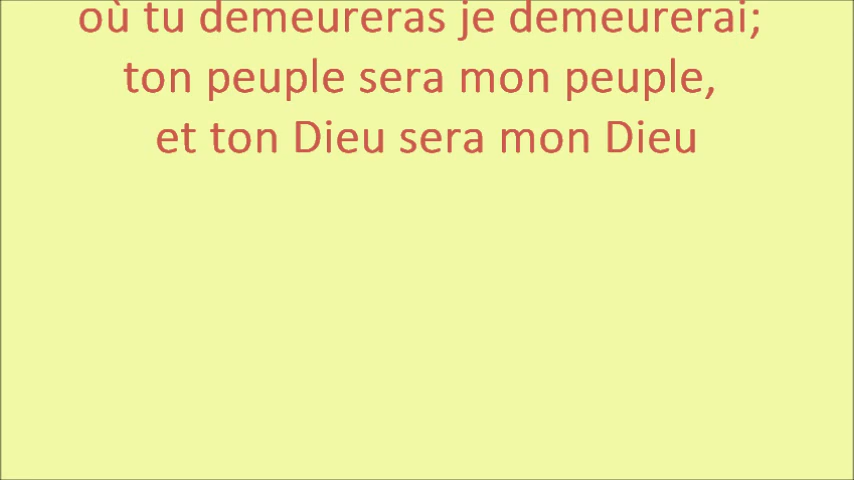 où tu demeureras je demeurerai;
ton peuple sera mon peuple,
et ton Dieu sera mon Dieu